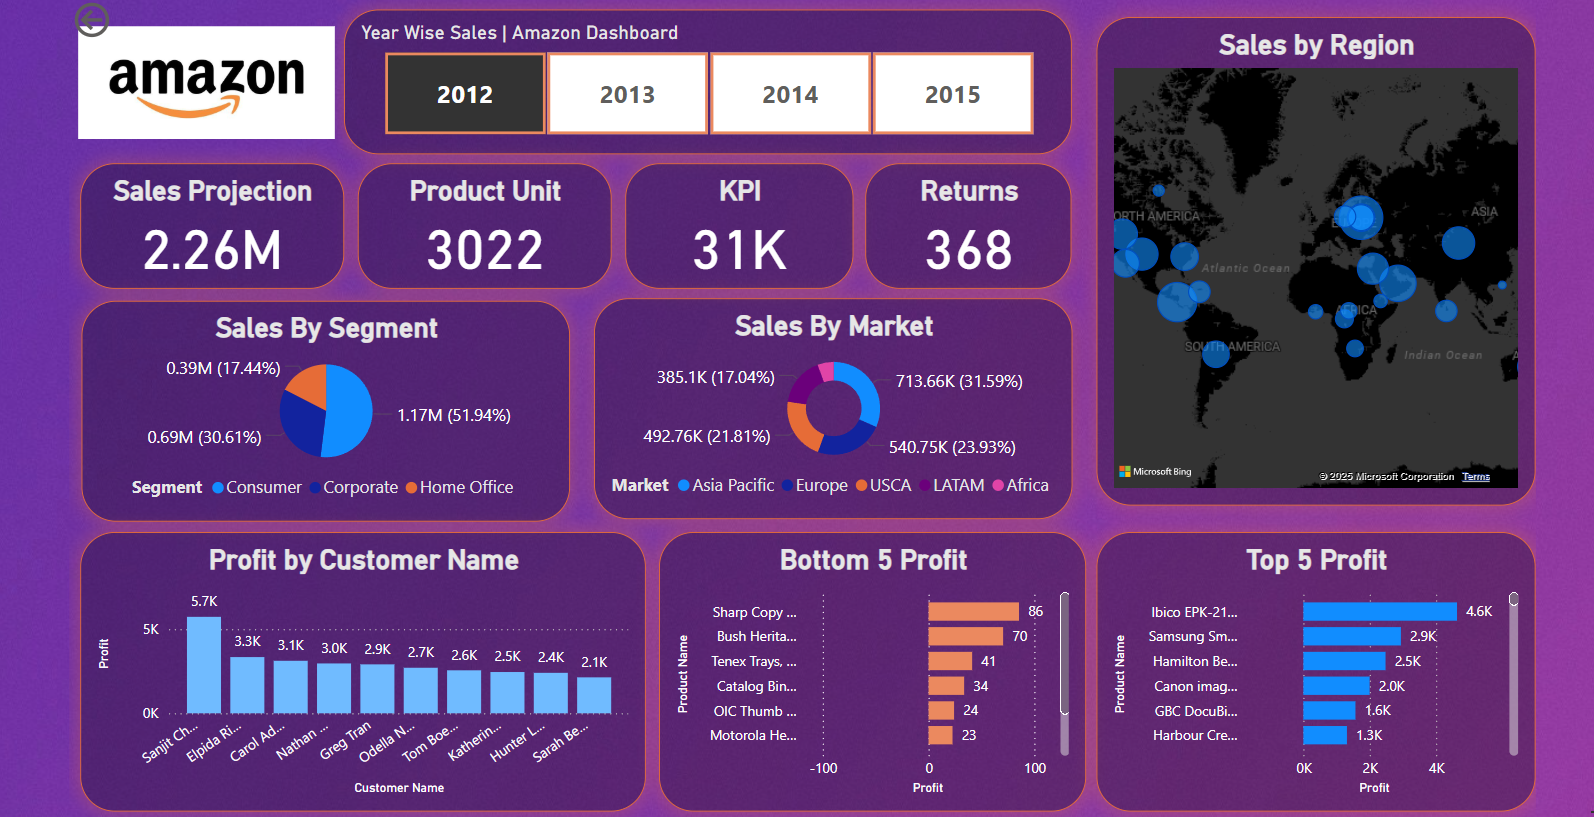 amazon
Year Wise Sales | Amazon Dashboard
2012
2013
2014
2015
Sales by Region
ORTH AMERICA
ASIA
Atlantic Ocean
AFRICA
SOUTH AMERICA
Indian Ocean
A
Microsoft Bing
© 2025 Microsoft Corporation Terms
Sales Projection
2.26M
Product Unit
3022
KPI
31K
Returns
368
Sales By Segment
0.39M (17.44%)
1.17M (51.94%)
0.69M (30.61%)
Segment Consumer Corporate Home Office
Sales By Market
385.1K (17.04%)
713.66K (31.59%)
492.76K (21.81%)
540.75K (23.93%)
Market Asia Pacific Europe USCA LATAM Africa
Profit by Customer Name
Profit
5K
0K
5.7K
3.3K
3.1K
3.0K
2.9K
2.7K
2.6K
2.5K
2.4K
2.1K
Sanjit Ch...
Elpida Ri...
Carol Ad...
Nathan ...
Greg Tran
Odella N...
Tom Boe...
Katherin...
Hunter L...
Sarah Be...
Customer Name
Bottom 5 Profit
Product Name
Sharp Copy ... 86
Bush Herita... 70
Tenex Trays, ... 41
Catalog Bin... 34
OIC Thumb ... 24
Motorola He... 23
-100 0 100
Profit
Top 5 Profit
Product Name
Ibico EPK-21... 4.6K
Samsung Sm... 2.9K
Hamilton Be... 2.5K
Canon imag... 2.0K
GBC DocuBi... 1.6K
Harbour Cre... 1.3K
0K 2K 4K
Profit